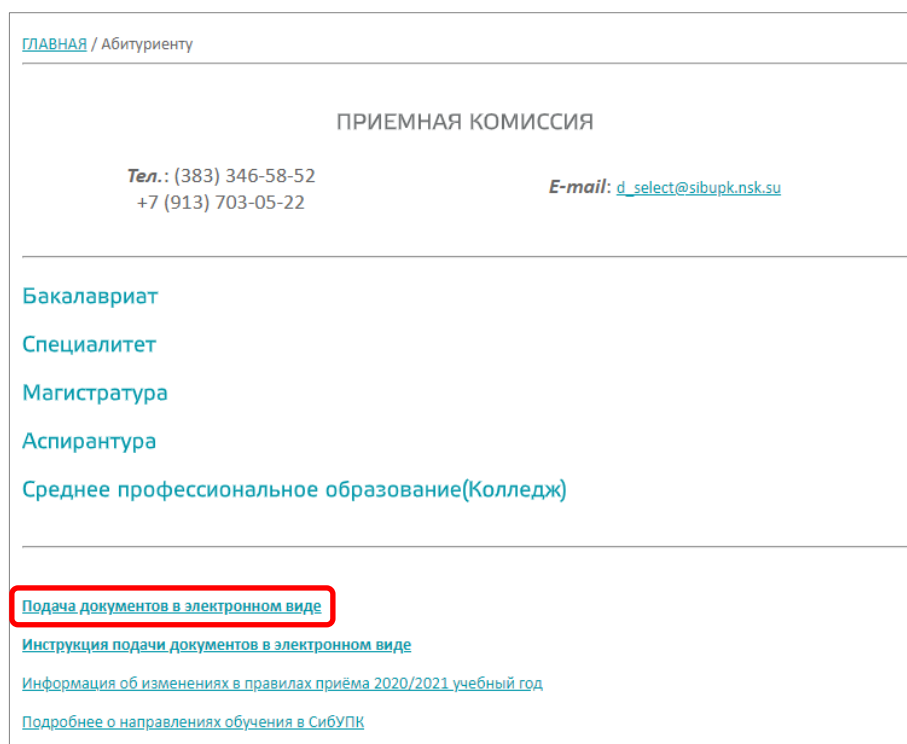 ГЛАВНАЯ / Абитуриенту
ПРИЕМНАЯ КОМИССИЯ
Тел.: (383) 346-58-52
+7 (913) 703-05-22
E-mail: d_select@sibupk.nsk.su
Бакалавриат
Специалитет
Магистратура
Аспирантура
Среднее профессиональное образование(Колледж)
Подача документов в электронном виде
Инструкция подачи документов в электронном виде
Информация об изменениях в правилах приёма 2020/2021 учебный год
Подробнее о направлениях обучения в СибУПК